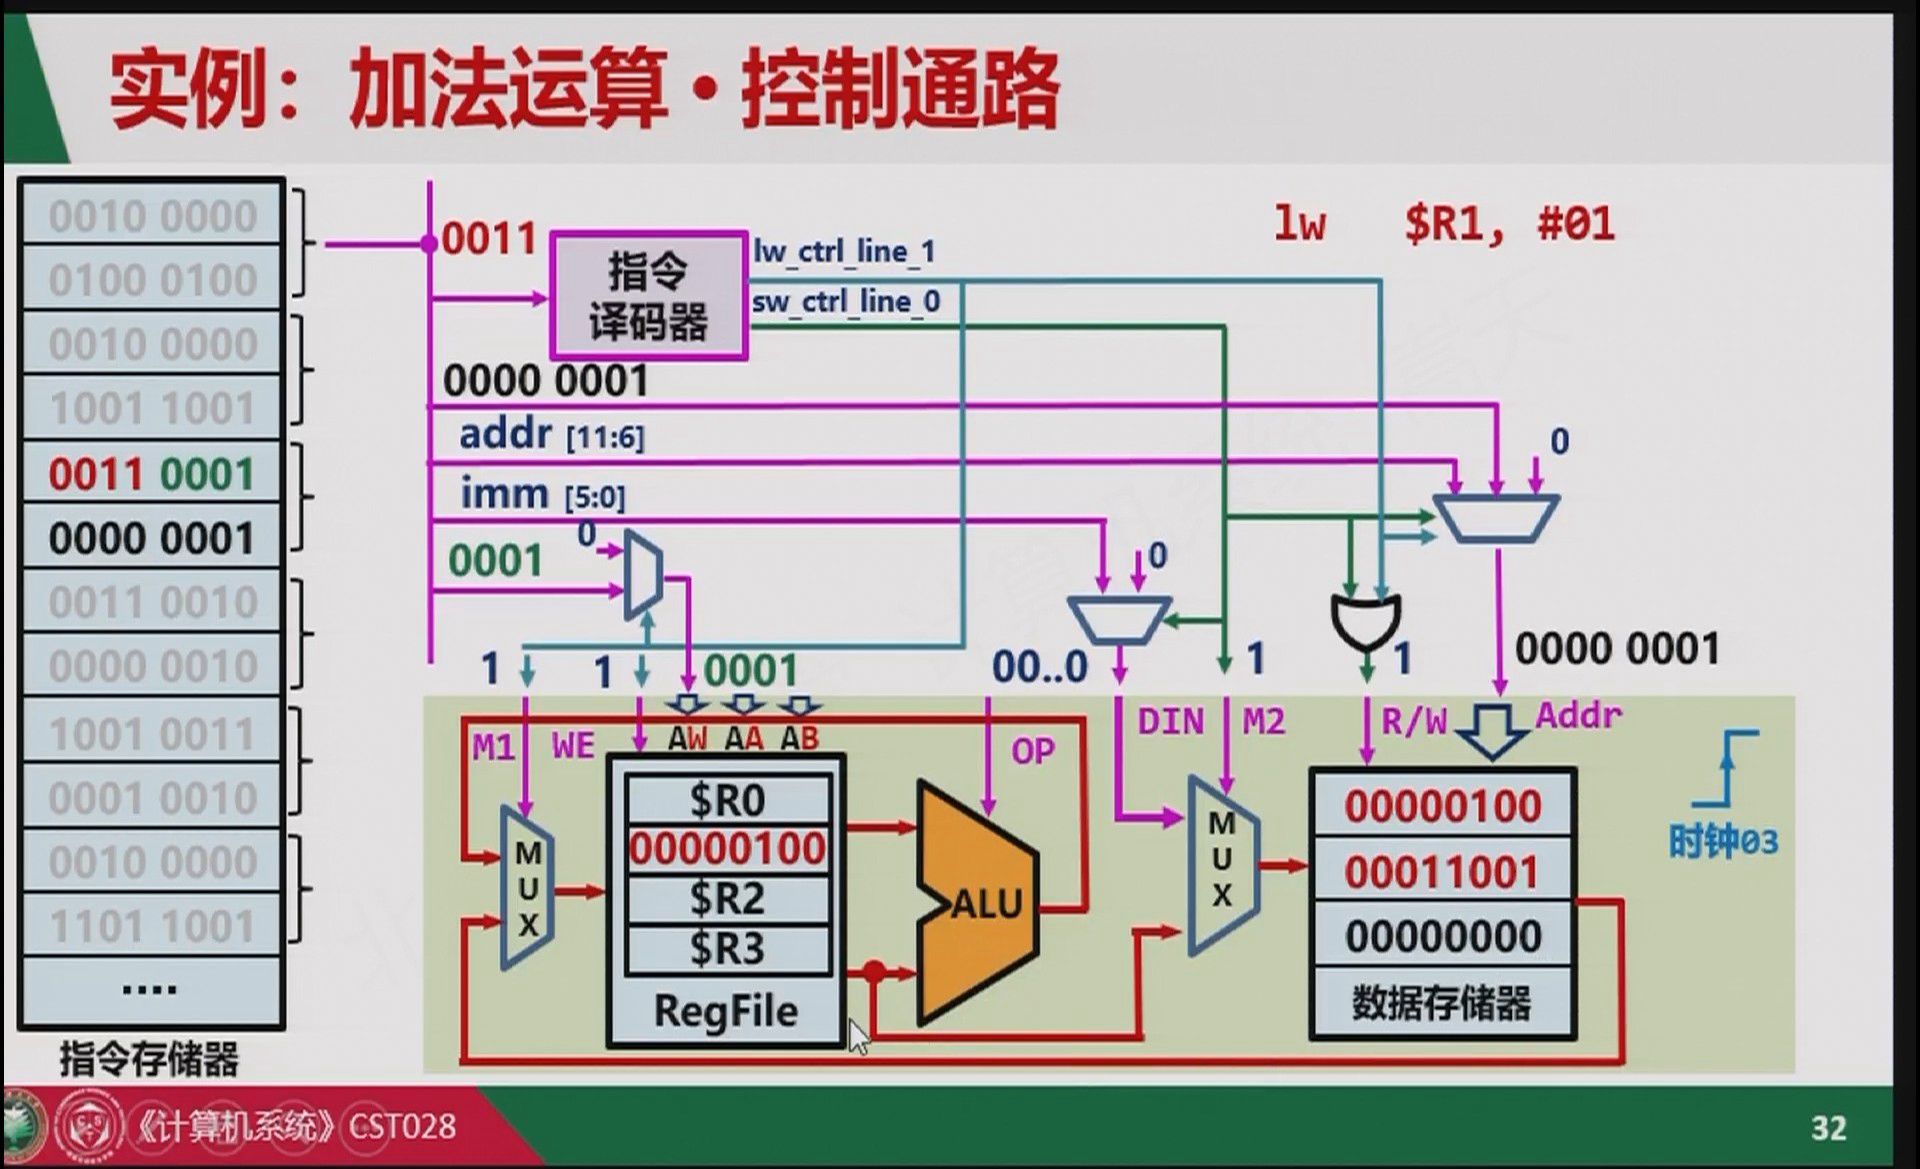 实例：加法运算·控制通路
0010 0000
0100 0100
0010 0000
1001 1001
0011 0001
0000 0001
0011 0010
0000 0010
1001 0011
0001 0010
0010 0000
1101 1001
....
指令存储器
lw $R1, #01
0011
指令
译码器
lw_ctrl_line_1
sw_ctrl_line_0
0000 0001
addr [11:6]
imm [5:0]
0
0
0
0001
1
1
0001
00..0
1
1
0000 0001
M1
WE
AW AA AB
OP
DIN
M2
R/W
Addr
MUX
$R0
00000100
$R2
$R3
RegFile
ALU
MUX
00000100
00011001
00000000
数据存储器
时钟03
《计算机系统》CST028
32